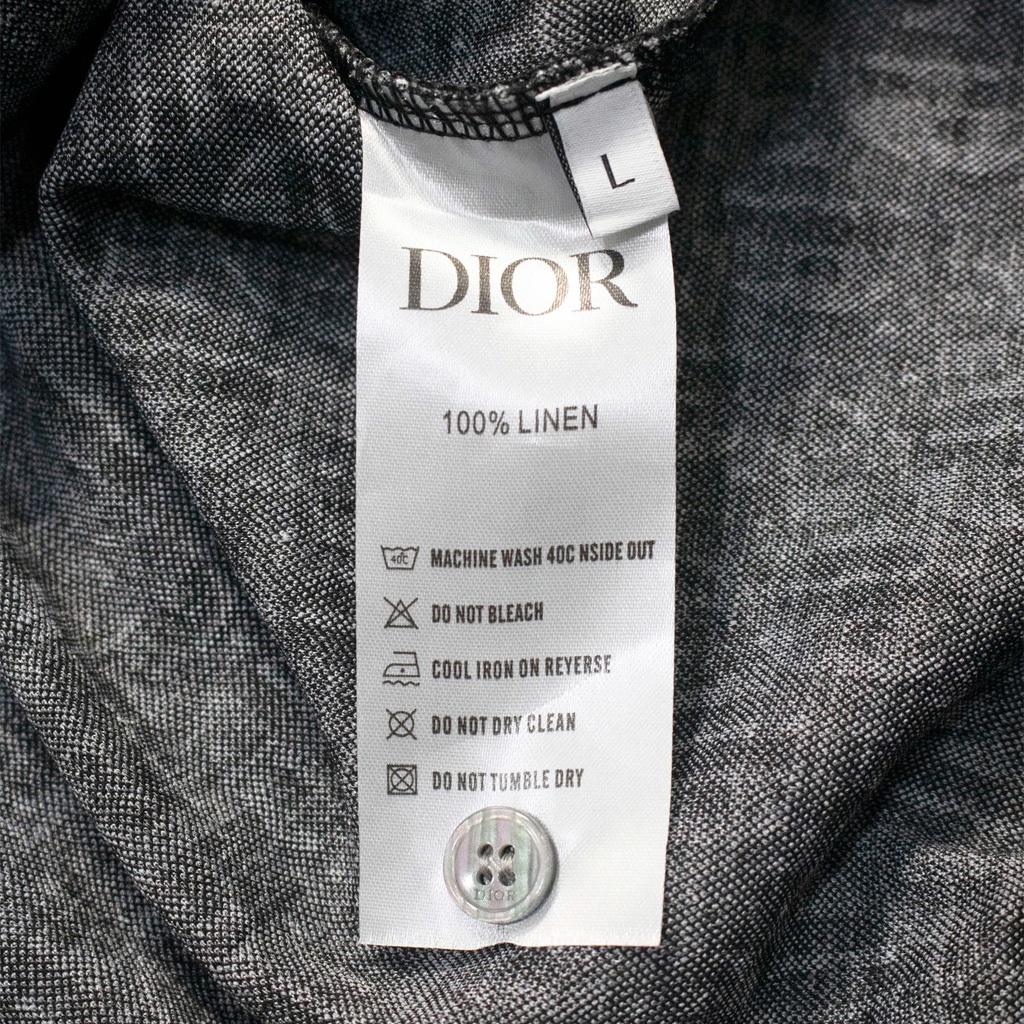 L
DIOR
100% LINEN
40C MACHINE WASH 40C NSIDE OUT
DO NOT BLEACH
COOL IRON ON REYERSE
DO NOT DRY CLEAN
DO NOT TUMBLE DRY
DIOR